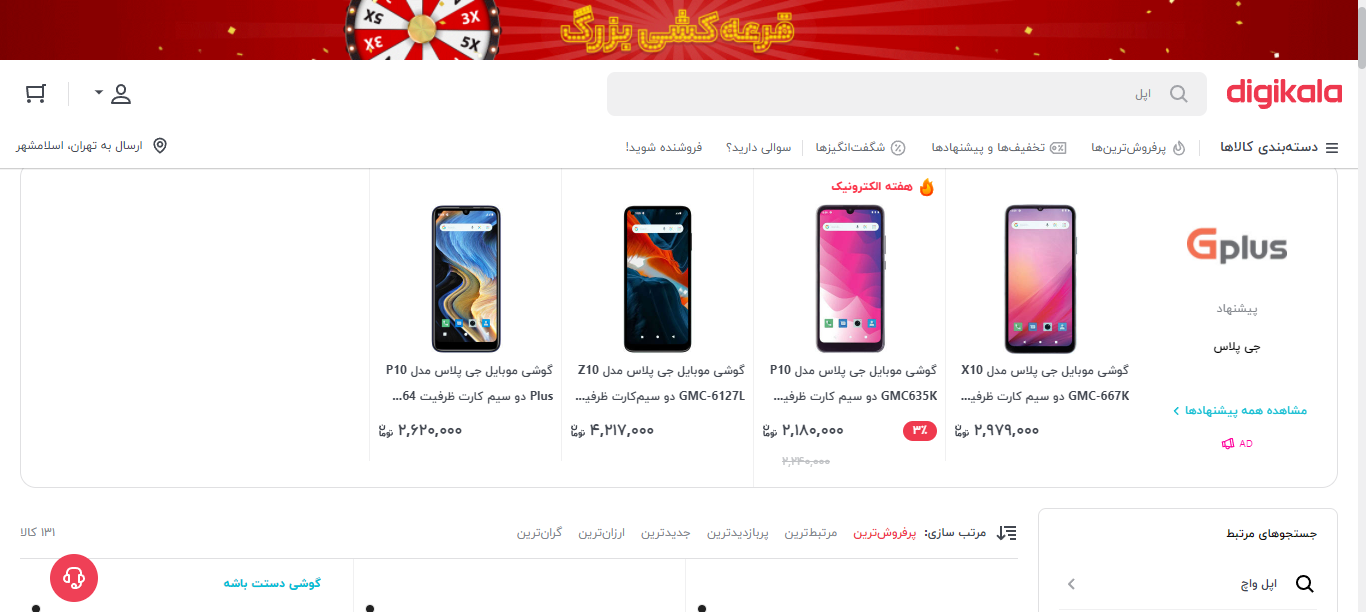 3X
5X
2X
3X
قرعه‌کشی بزرگ
digikala
اپل
دسته‌بندی کالاها
پرفروش‌ترین‌ها
تخفیف‌ها و پیشنهادها
شگفت‌انگیزها
سوالی دارید؟
فروشنده شوید!
ارسال به تهران، اسلامشهر
Gplus
پیشنهاد
جی پلاس
مشاهده همه پیشنهادها
AD
گوشی موبایل جی پلاس مدل X10
GMC-667K دو سیم کارت ظرفی...
۲,۹۷۹,۰۰۰ تومان
هفته الکترونیک
گوشی موبایل جی پلاس مدل P10
GMC635K دو سیم کارت ظرفی...
۳٪
۲,۱۸۰,۰۰۰ تومان
۲,۲۴۰,۰۰۰
گوشی موبایل جی پلاس مدل Z10
GMC-6127L دو سیم‌کارت ظرفی...
۴,۲۱۷,۰۰۰ تومان
گوشی موبایل جی پلاس مدل P10
Plus دو سیم کارت ظرفیت 64...
۲,۶۲۰,۰۰۰ تومان
جستجوهای مرتبط
اپل واچ
مرتب سازی: پرفروش‌ترین مرتبط‌ترین پربازدیدترین جدیدترین ارزان‌ترین گران‌ترین
۱۳۱ کالا
گوشی دستت باشه